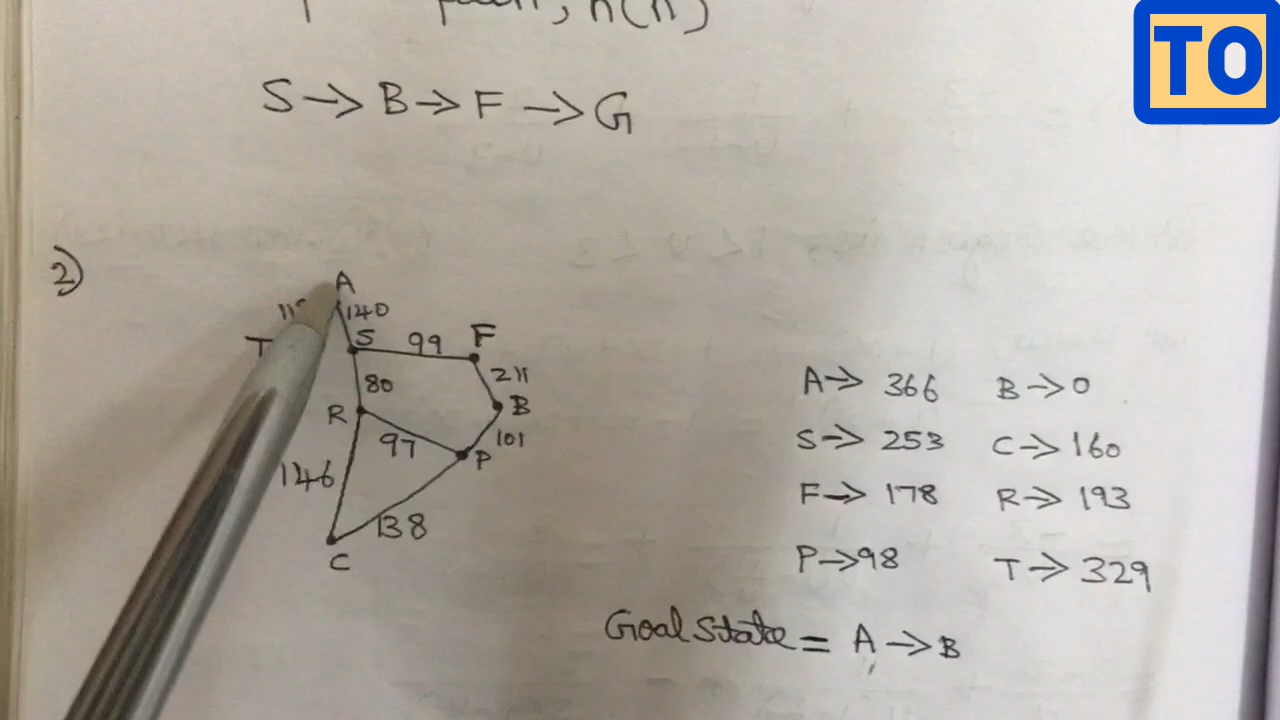 h(n)
S → B → F → G
2)
A
140
T
S 99 F
80
211
R
B
97
101
P
146
138
C
A → 366 B → 0
S → 253 C → 160
F → 178 R → 193
P → 98 T → 329
Goal State = A → B
TO